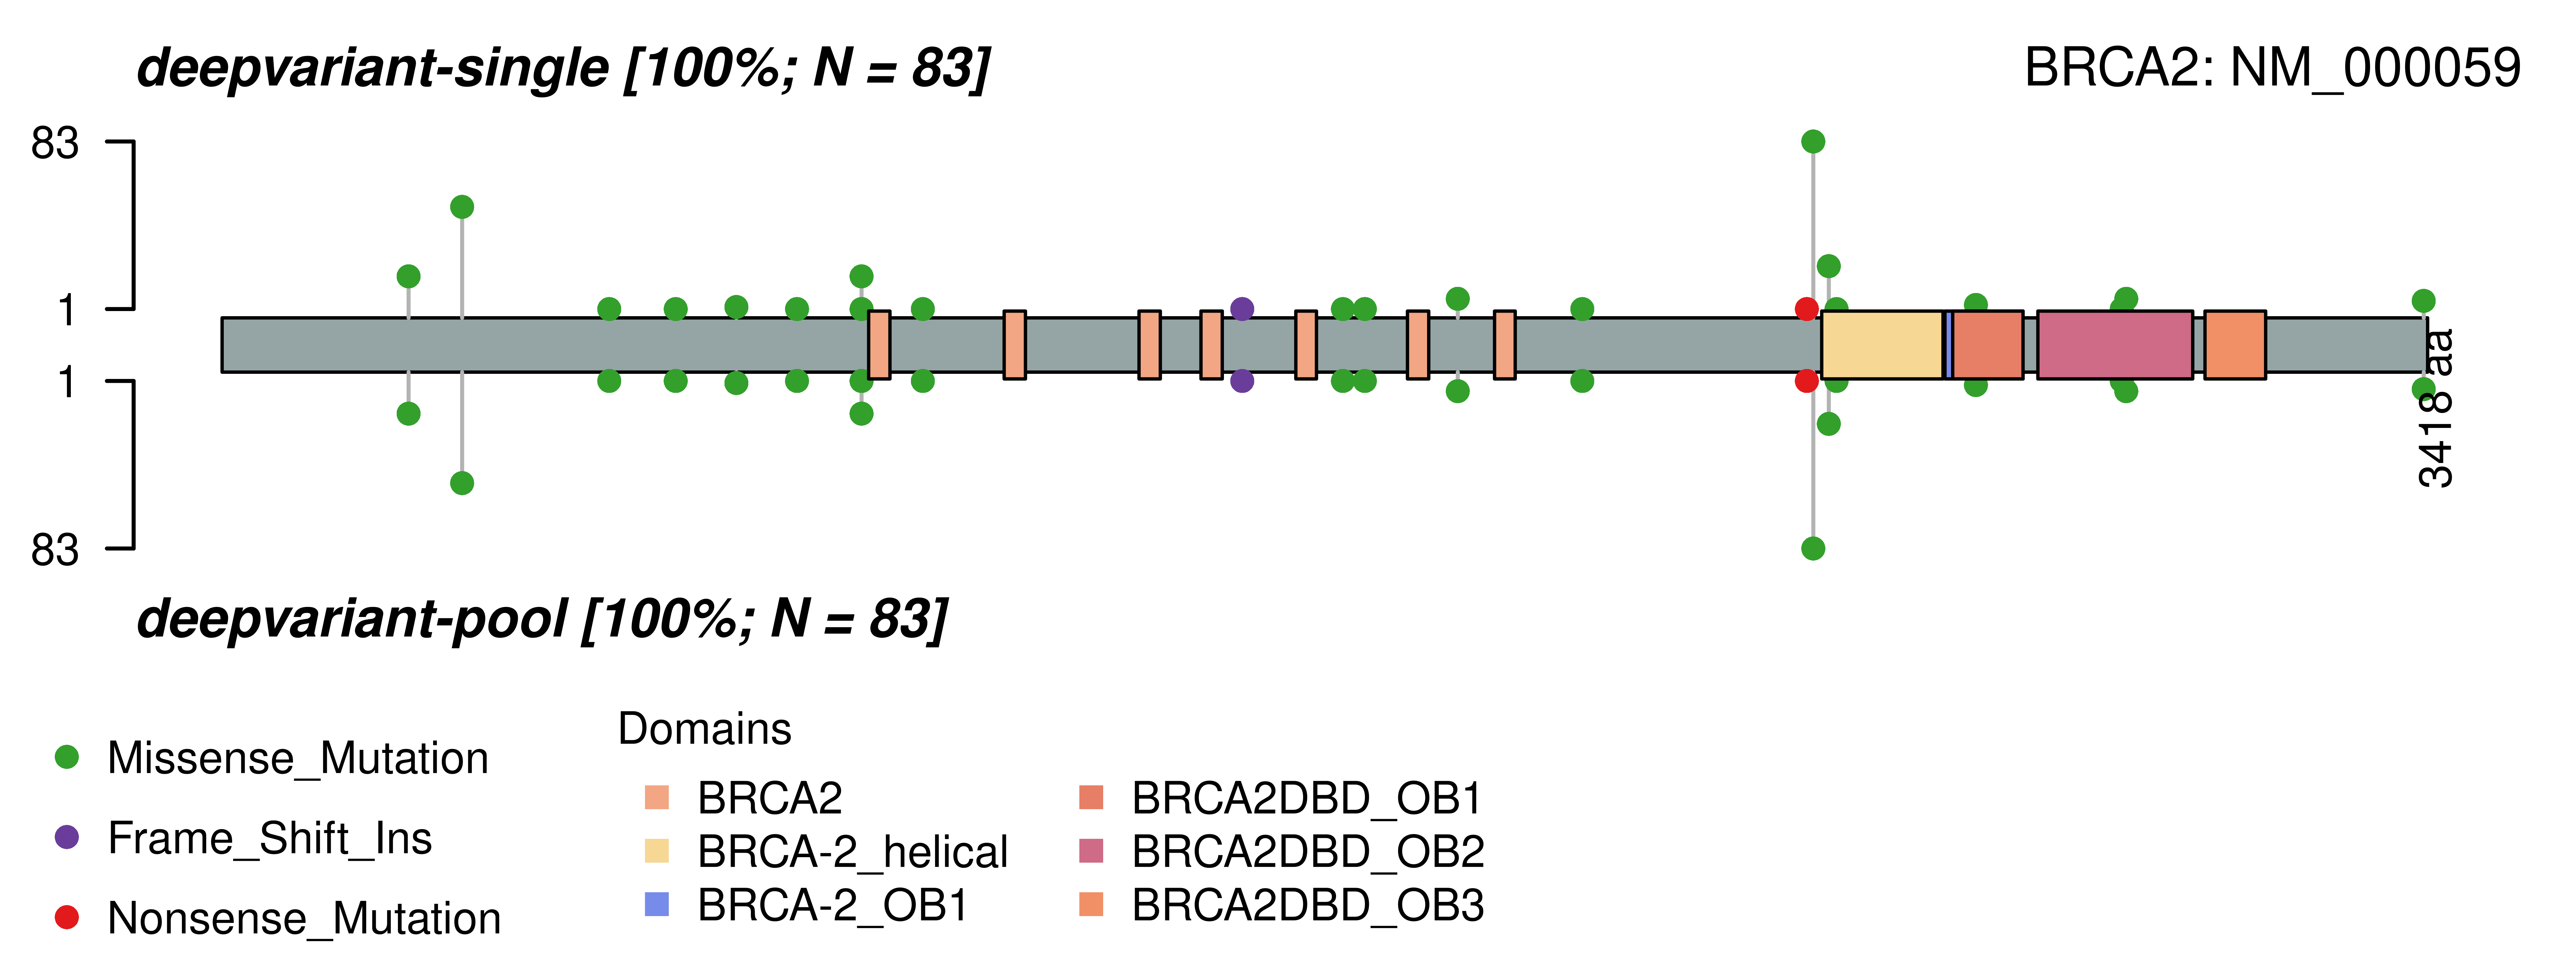 deepvariant-single [100%; N = 83]
BRCA2: NM_000059
83
1
1
83
3418 aa
deepvariant-pool [100%; N = 83]
Missense_Mutation
Frame_Shift_Ins
Nonsense_Mutation
Domains
BRCA2
BRCA-2_helical
BRCA-2_OB1
BRCA2DBD_OB1
BRCA2DBD_OB2
BRCA2DBD_OB3